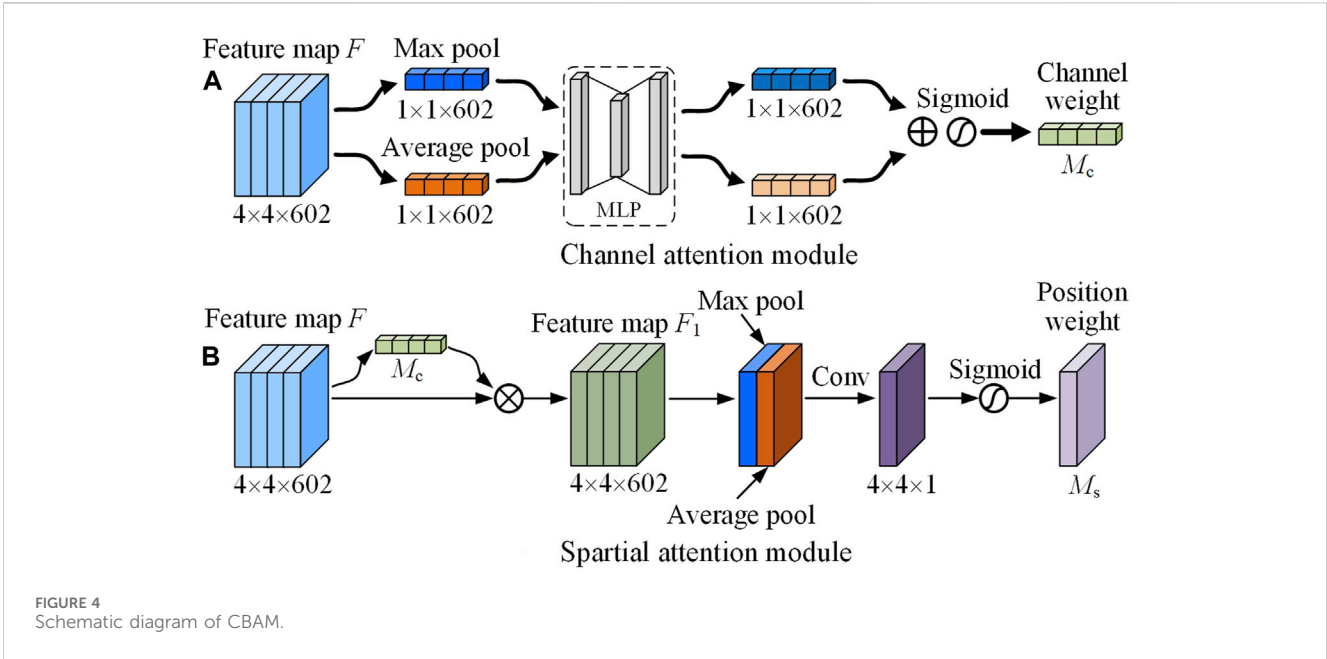 A
Feature map F
Max pool
1×1×602
Average pool
1×1×602
4×4×602
MLP
1×1×602
1×1×602
Sigmoid
Channel
weight
Mc
Channel attention module
B
Feature map F
Mc
4×4×602
Feature map F1
4×4×602
Max pool
Average pool
Conv
4×4×1
Sigmoid
Position
weight
Ms
Spartial attention module
FIGURE 4
Schematic diagram of CBAM.